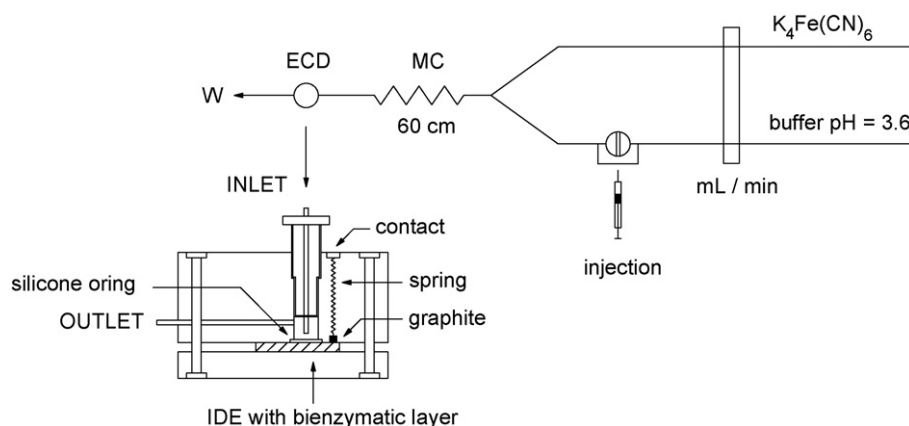 K4Fe(CN)6
ECD
MC
W
60 cm
buffer pH = 3.6
INLET
mL / min
contact
injection
silicone oring
spring
OUTLET
graphite
IDE with bienzymatic layer